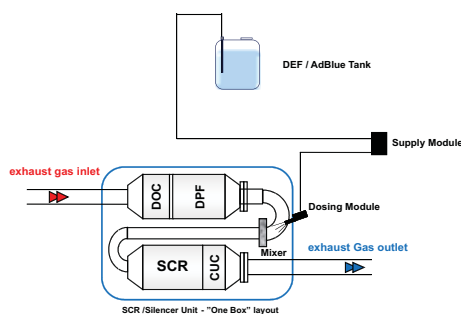 DEF / AdBlue Tank
Supply Module
exhaust gas inlet
DOC
DPF
Dosing Module
Mixer
exhaust Gas outlet
SCR
CUC
SCR /Silencer Unit - "One Box" layout